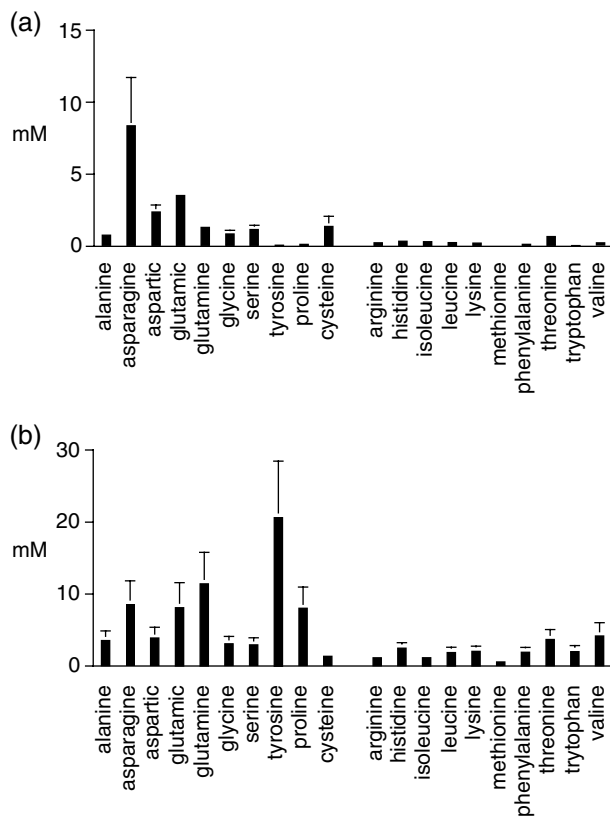 (a)
15
10
mM
5
0
alanine
asparagine
aspartic
glutamic
glutamine
glycine
serine
tyrosine
proline
cysteine
arginine
histidine
isoleucine
leucine
lysine
methionine
phenylalanine
threonine
tryptophan
valine
(b)
30
20
mM
10
0
alanine
asparagine
aspartic
glutamic
glutamine
glycine
serine
tyrosine
proline
cysteine
arginine
histidine
isoleucine
leucine
lysine
methionine
phenylalanine
threonine
trytophan
valine